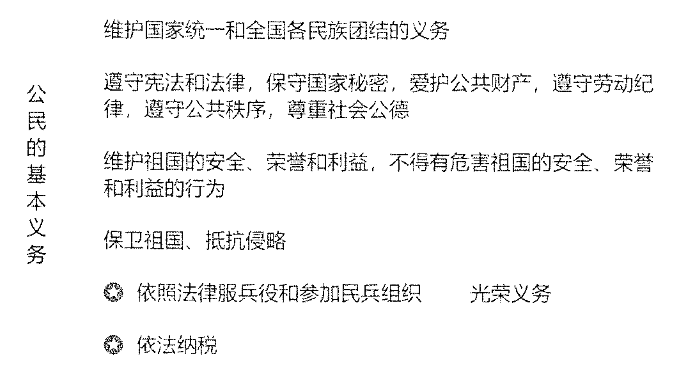 维护国家统一和全国各民族团结的义务
遵守宪法和法律，保守国家秘密，爱护公共财产，遵守劳动纪
律，遵守公共秩序，尊重社会公德
公民的基本义务
维护祖国的安全、荣誉和利益，不得有危害祖国的安全、荣誉
和利益的行为
保卫祖国、抵抗侵略
依照法律服兵役和参加民兵组织 光荣义务
依法纳税